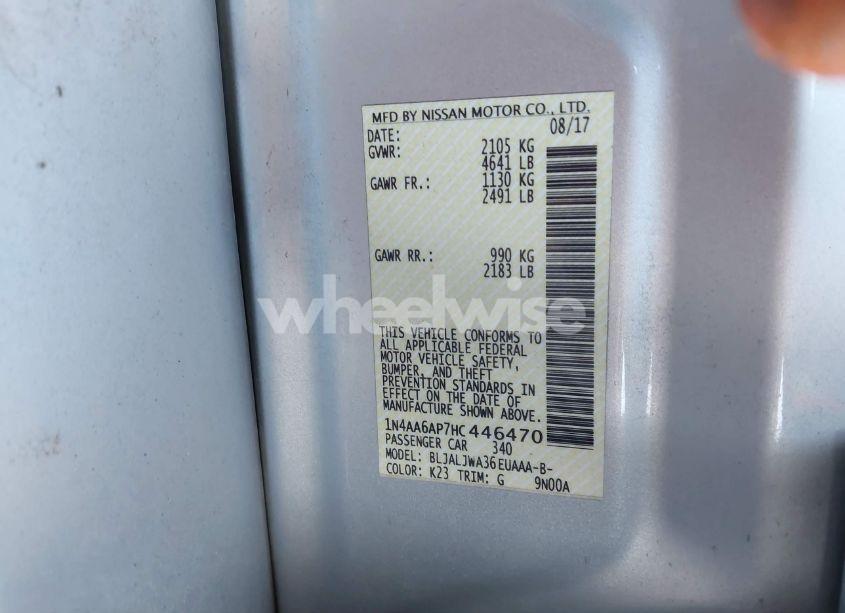 MFD BY NISSAN MOTOR CO., LTD.
DATE: 08/17
GVWR: 2105 KG
4641 LB
GAWR FR.: 1130 KG
2491 LB
GAWR RR.: 990 KG
2183 LB
wheelwise
THIS VEHICLE CONFORMS TO
ALL APPLICABLE FEDERAL
MOTOR VEHICLE SAFETY,
BUMPER, AND THEFT
PREVENTION STANDARDS IN
EFFECT ON THE DATE OF
MANUFACTURE SHOWN ABOVE.
1N4AA6AP7HC446470
PASSENGER CAR 340
MODEL: BLJALJWA36EUAAA-B-
COLOR: K23 TRIM: G 9N00A